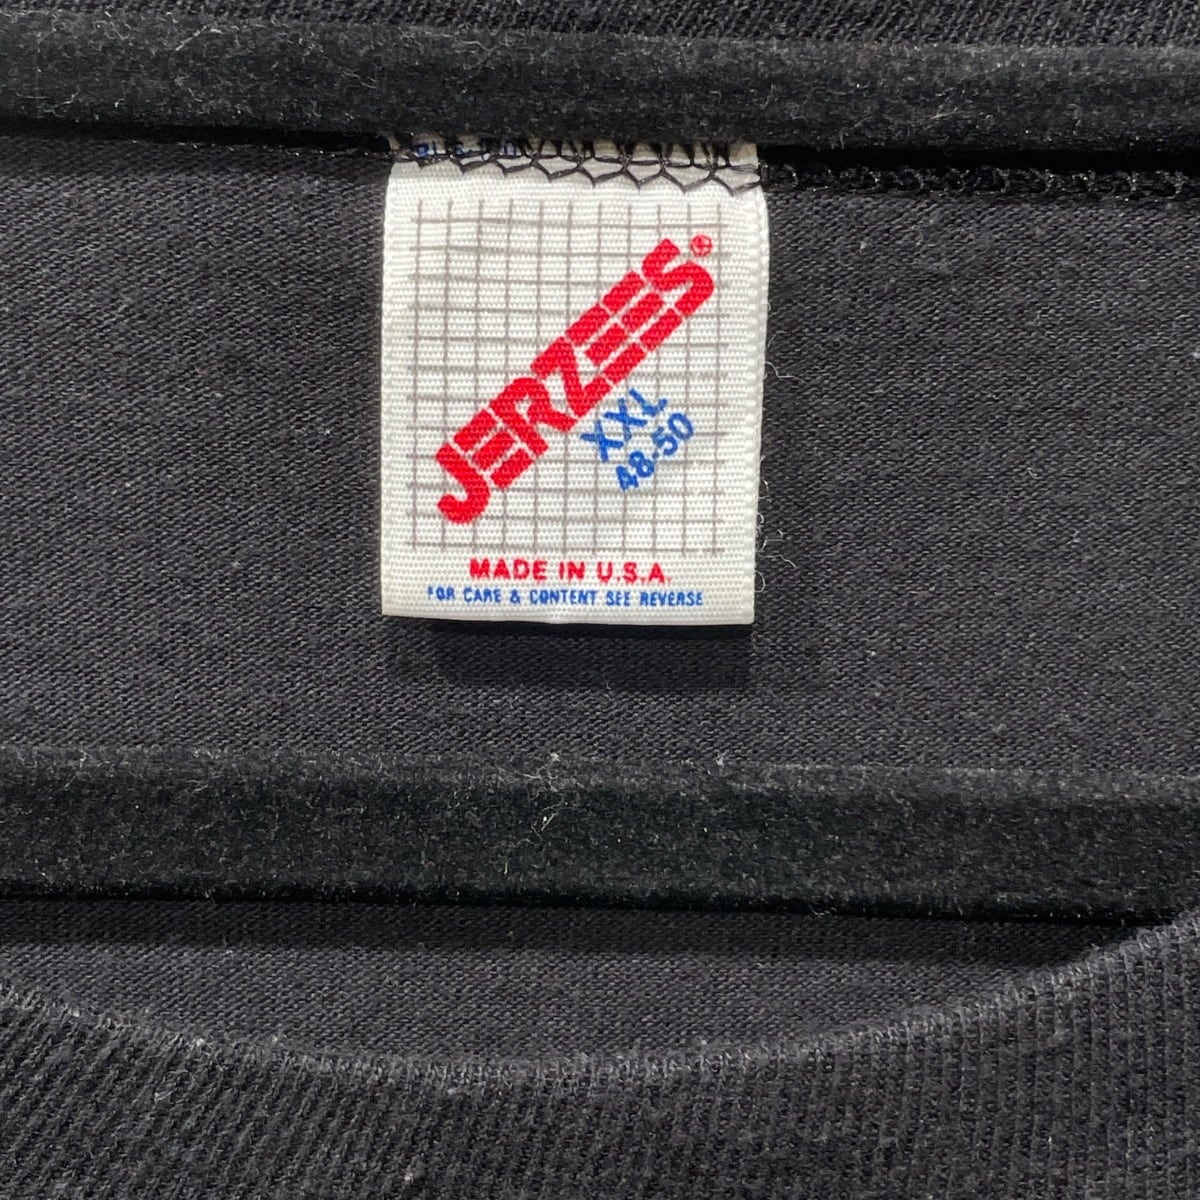 JERZEES®
XXL
48-50
MADE IN U.S.A.
FOR CARE & CONTENT SEE REVERSE